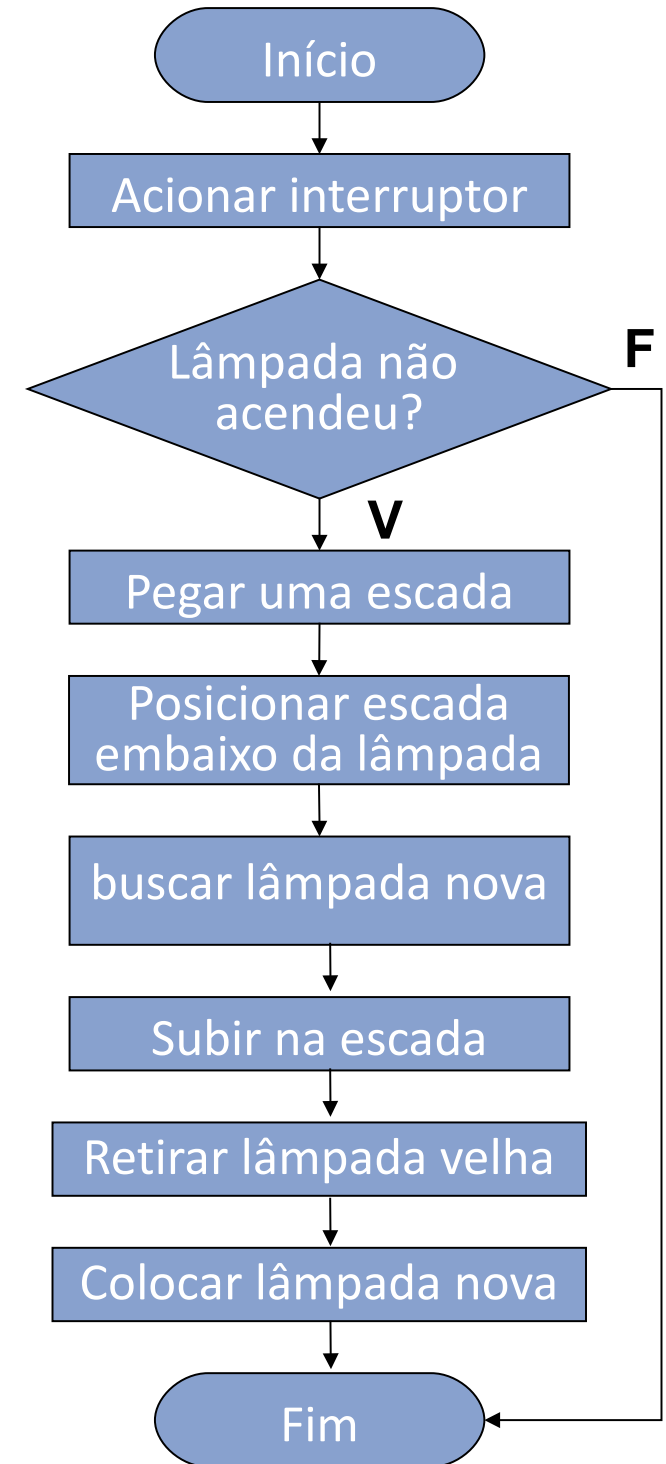 Início
Acionar interruptor
Lâmpada não
acendeu?
F
V
Pegar uma escada
Posicionar escada
embaixo da lâmpada
buscar lâmpada nova
Subir na escada
Retirar lâmpada velha
Colocar lâmpada nova
Fim